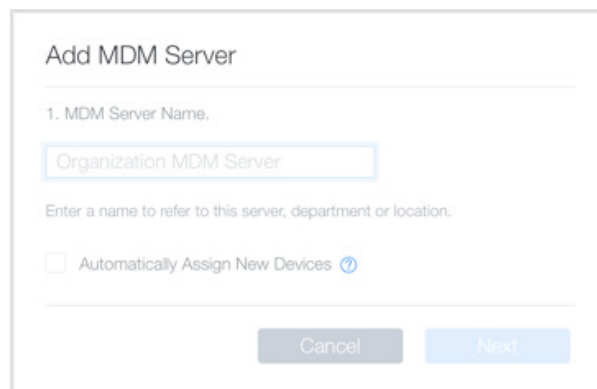 Add MDM Server
1. MDM Server Name.
Organization MDM Server
Enter a name to refer to this server, department or location.
Automatically Assign New Devices ?
Cancel Next